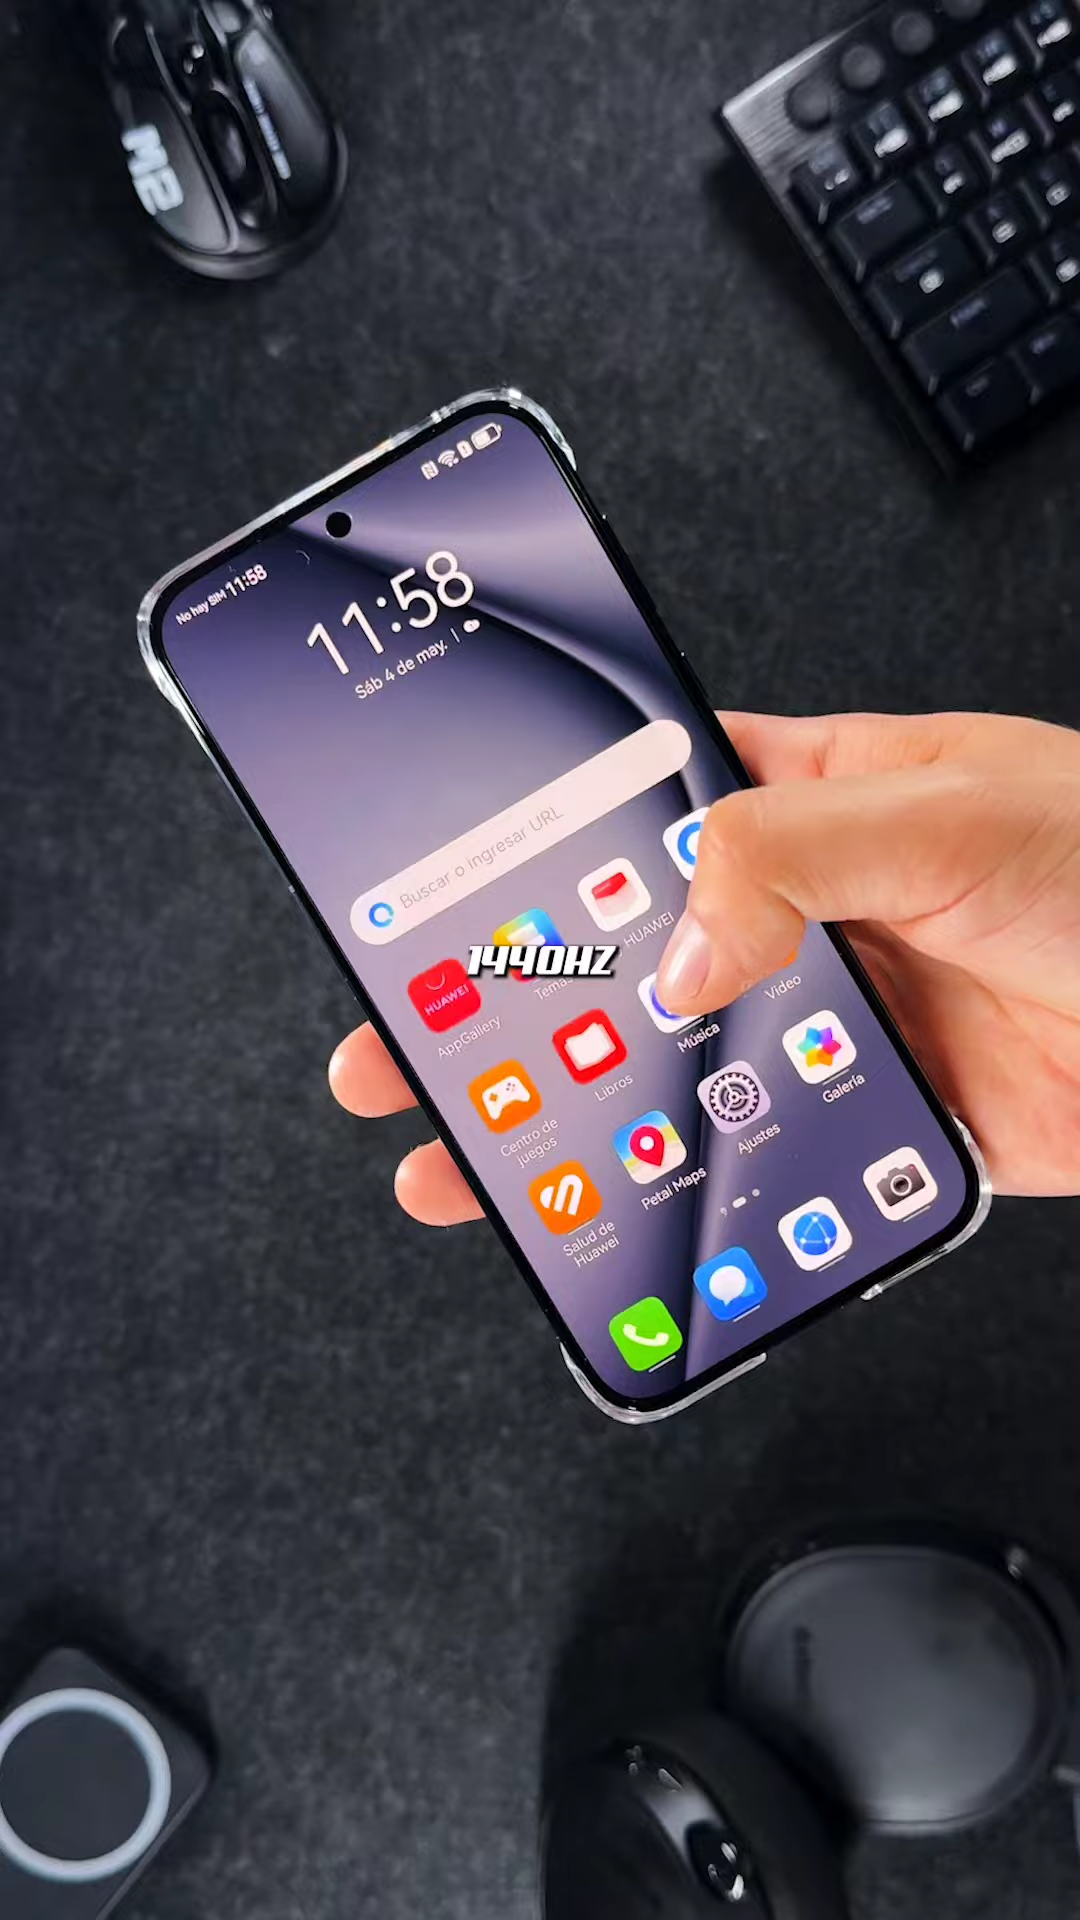 M2
No hay SIM 11:58
11:58
Sáb 4 de may. |
Buscar o ingresar URL
HUAWEI
1440HZ
HUAWEI
AppGallery
Temas
Música
Video
Centro de
juegos
Libros
Ajustes
Galería
Salud de
Huawei
Petal Maps